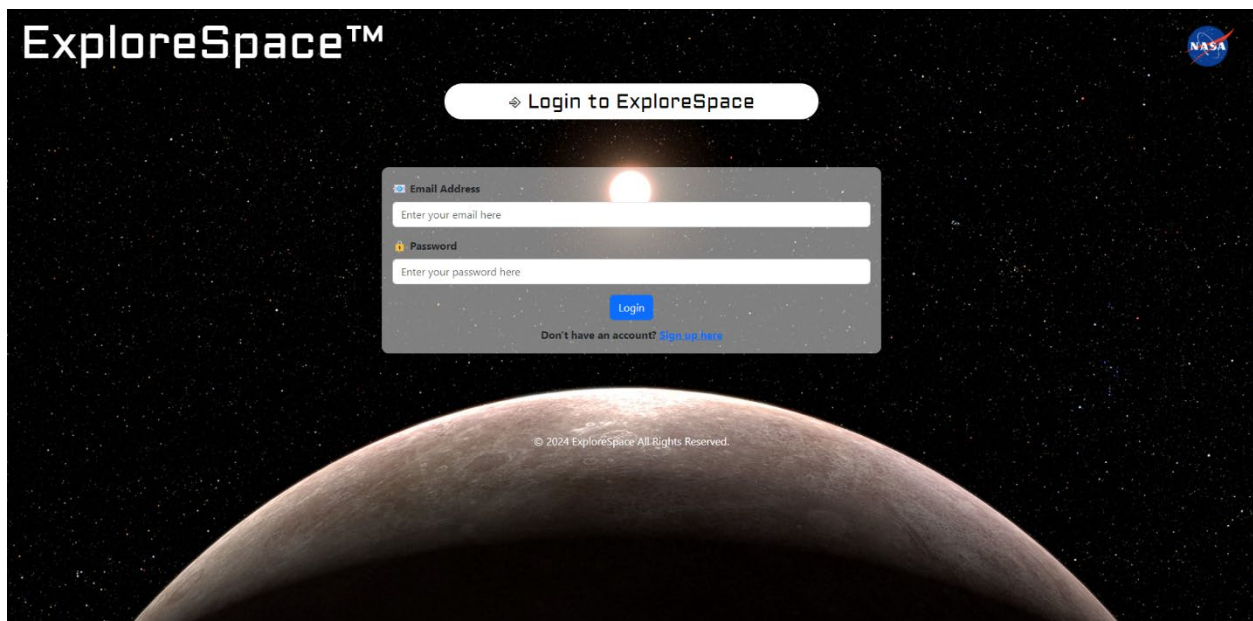 ExploreSpace™
NASA
Login to ExploreSpace
Email Address
Enter your email here
Password
Enter your password here
Login
Don't have an account? Sign up here
© 2024 ExploreSpace All Rights Reserved.